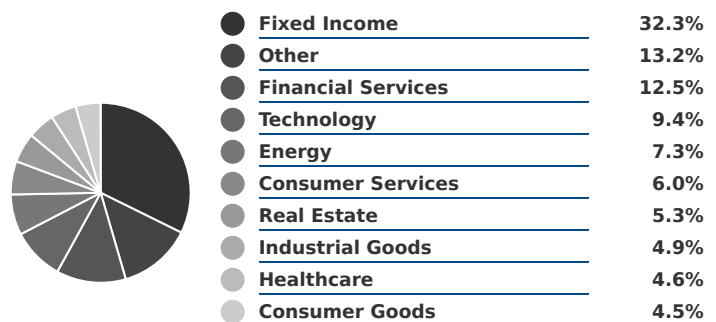 Fixed Income 32.3%
Other 13.2%
Financial Services 12.5%
Technology 9.4%
Energy 7.3%
Consumer Services 6.0%
Real Estate 5.3%
Industrial Goods 4.9%
Healthcare 4.6%
Consumer Goods 4.5%